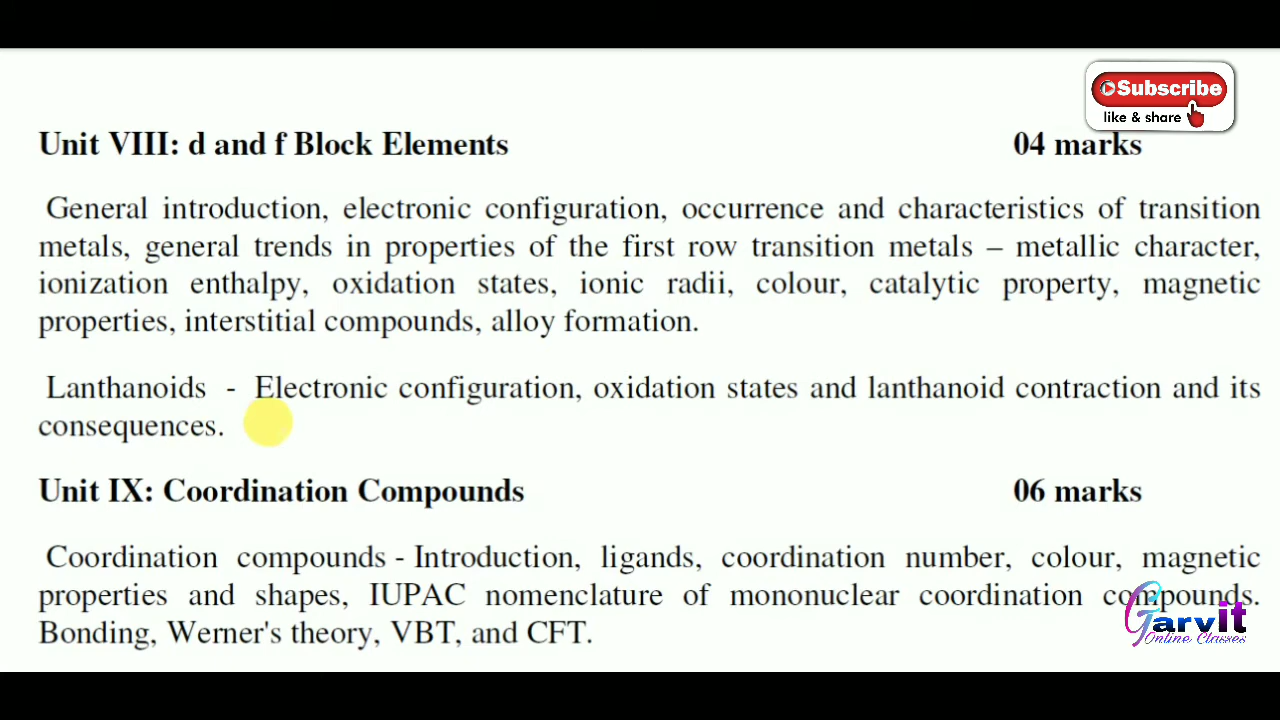 Subscribe
like & share
Unit VIII: d and f Block Elements 04 marks
General introduction, electronic configuration, occurrence and characteristics of transition
metals, general trends in properties of the first row transition metals – metallic character,
ionization enthalpy, oxidation states, ionic radii, colour, catalytic property, magnetic
properties, interstitial compounds, alloy formation.
Lanthanoids - Electronic configuration, oxidation states and lanthanoid contraction and its
consequences.
Unit IX: Coordination Compounds 06 marks
Coordination compounds - Introduction, ligands, coordination number, colour, magnetic
properties and shapes, IUPAC nomenclature of mononuclear coordination compounds.
Bonding, Werner's theory, VBT, and CFT.
Garvit
Online Classes